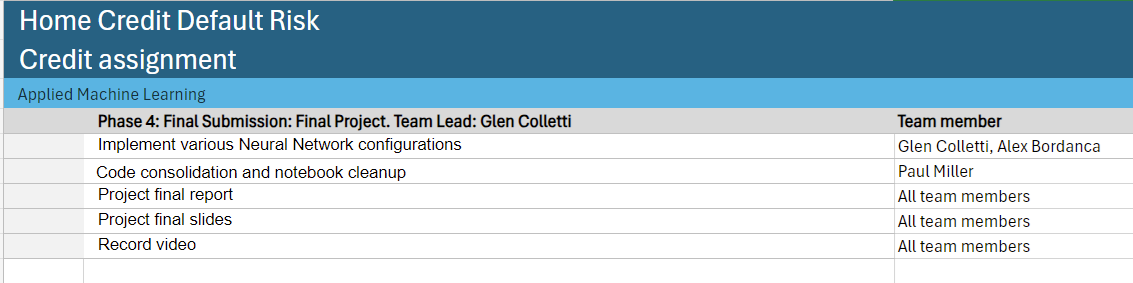 Home Credit Default Risk
Credit assignment
Applied Machine Learning
Phase 4: Final Submission: Final Project. Team Lead: Glen Colletti Team member
Implement various Neural Network configurations Glen Colletti, Alex Bordanca
Code consolidation and notebook cleanup Paul Miller
Project final report All team members
Project final slides All team members
Record video All team members